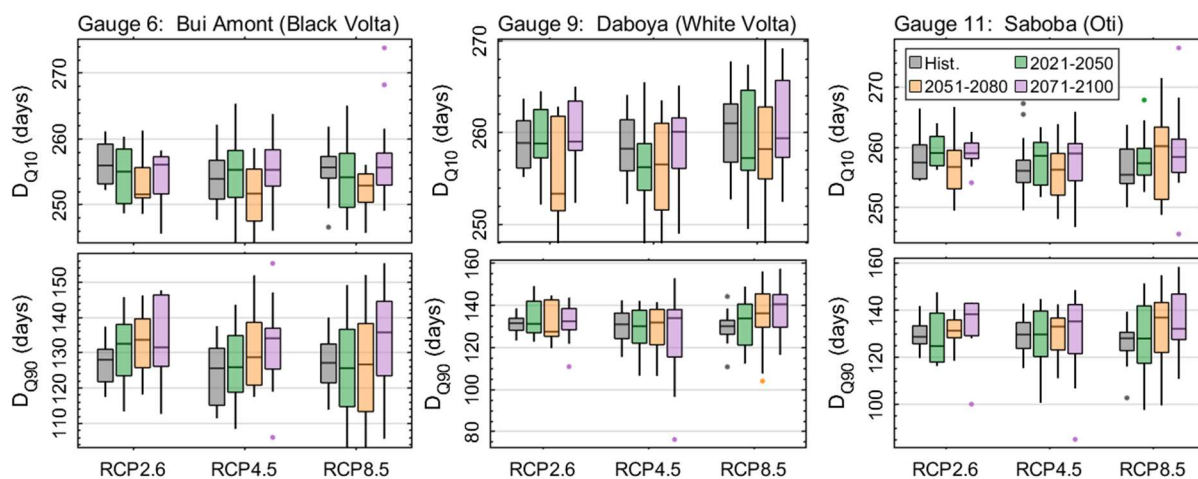 Gauge 6: Bui Amont (Black Volta)
Gauge 9: Daboya (White Volta)
Gauge 11: Saboba (Oti)
Hist.
2021-2050
2051-2080
2071-2100
DQ10 (days)
270
260
250
DQ10 (days)
270
260
250
DQ10 (days)
270
260
250
DQ90 (days)
150
140
130
120
110
DQ90 (days)
160
140
120
100
80
DQ90 (days)
160
140
120
100
RCP2.6
RCP4.5
RCP8.5
RCP2.6
RCP4.5
RCP8.5
RCP2.6
RCP4.5
RCP8.5